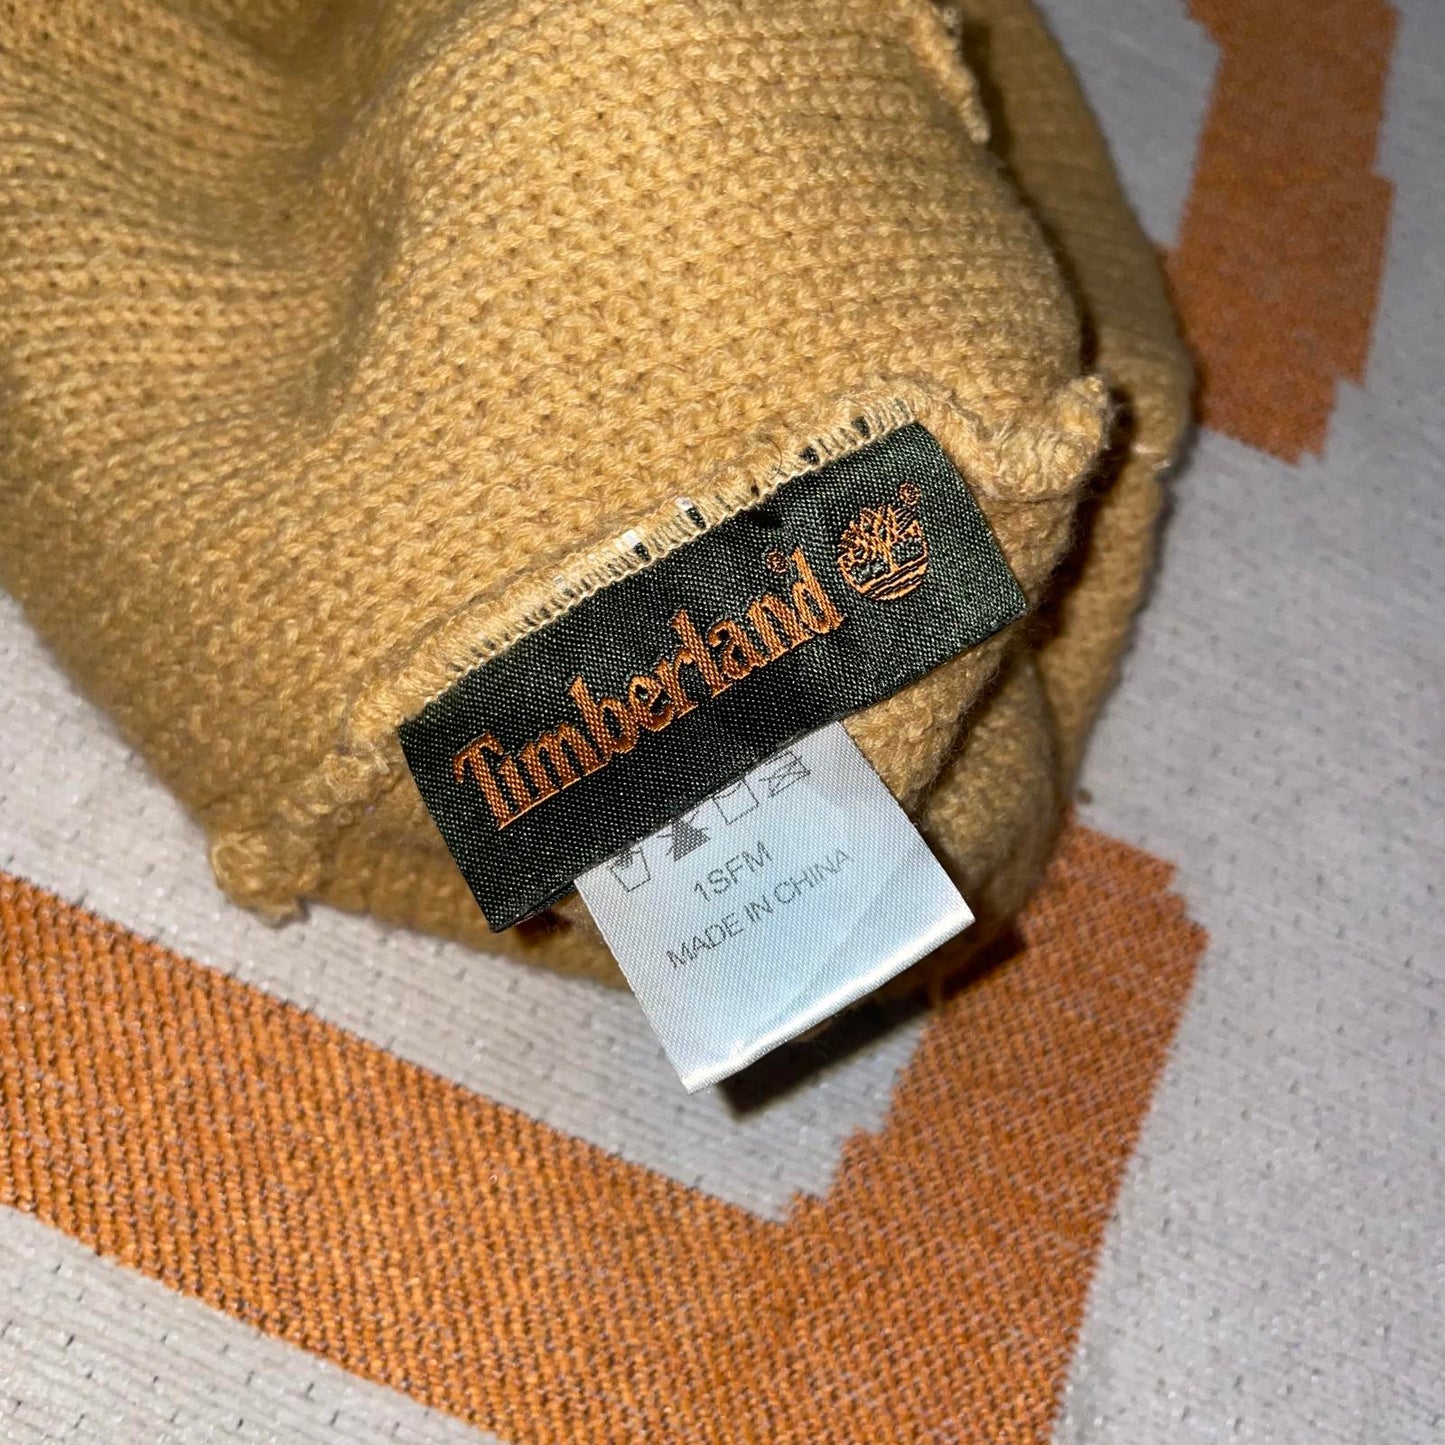 Timberland®
®
1SFM
MADE IN CHINA